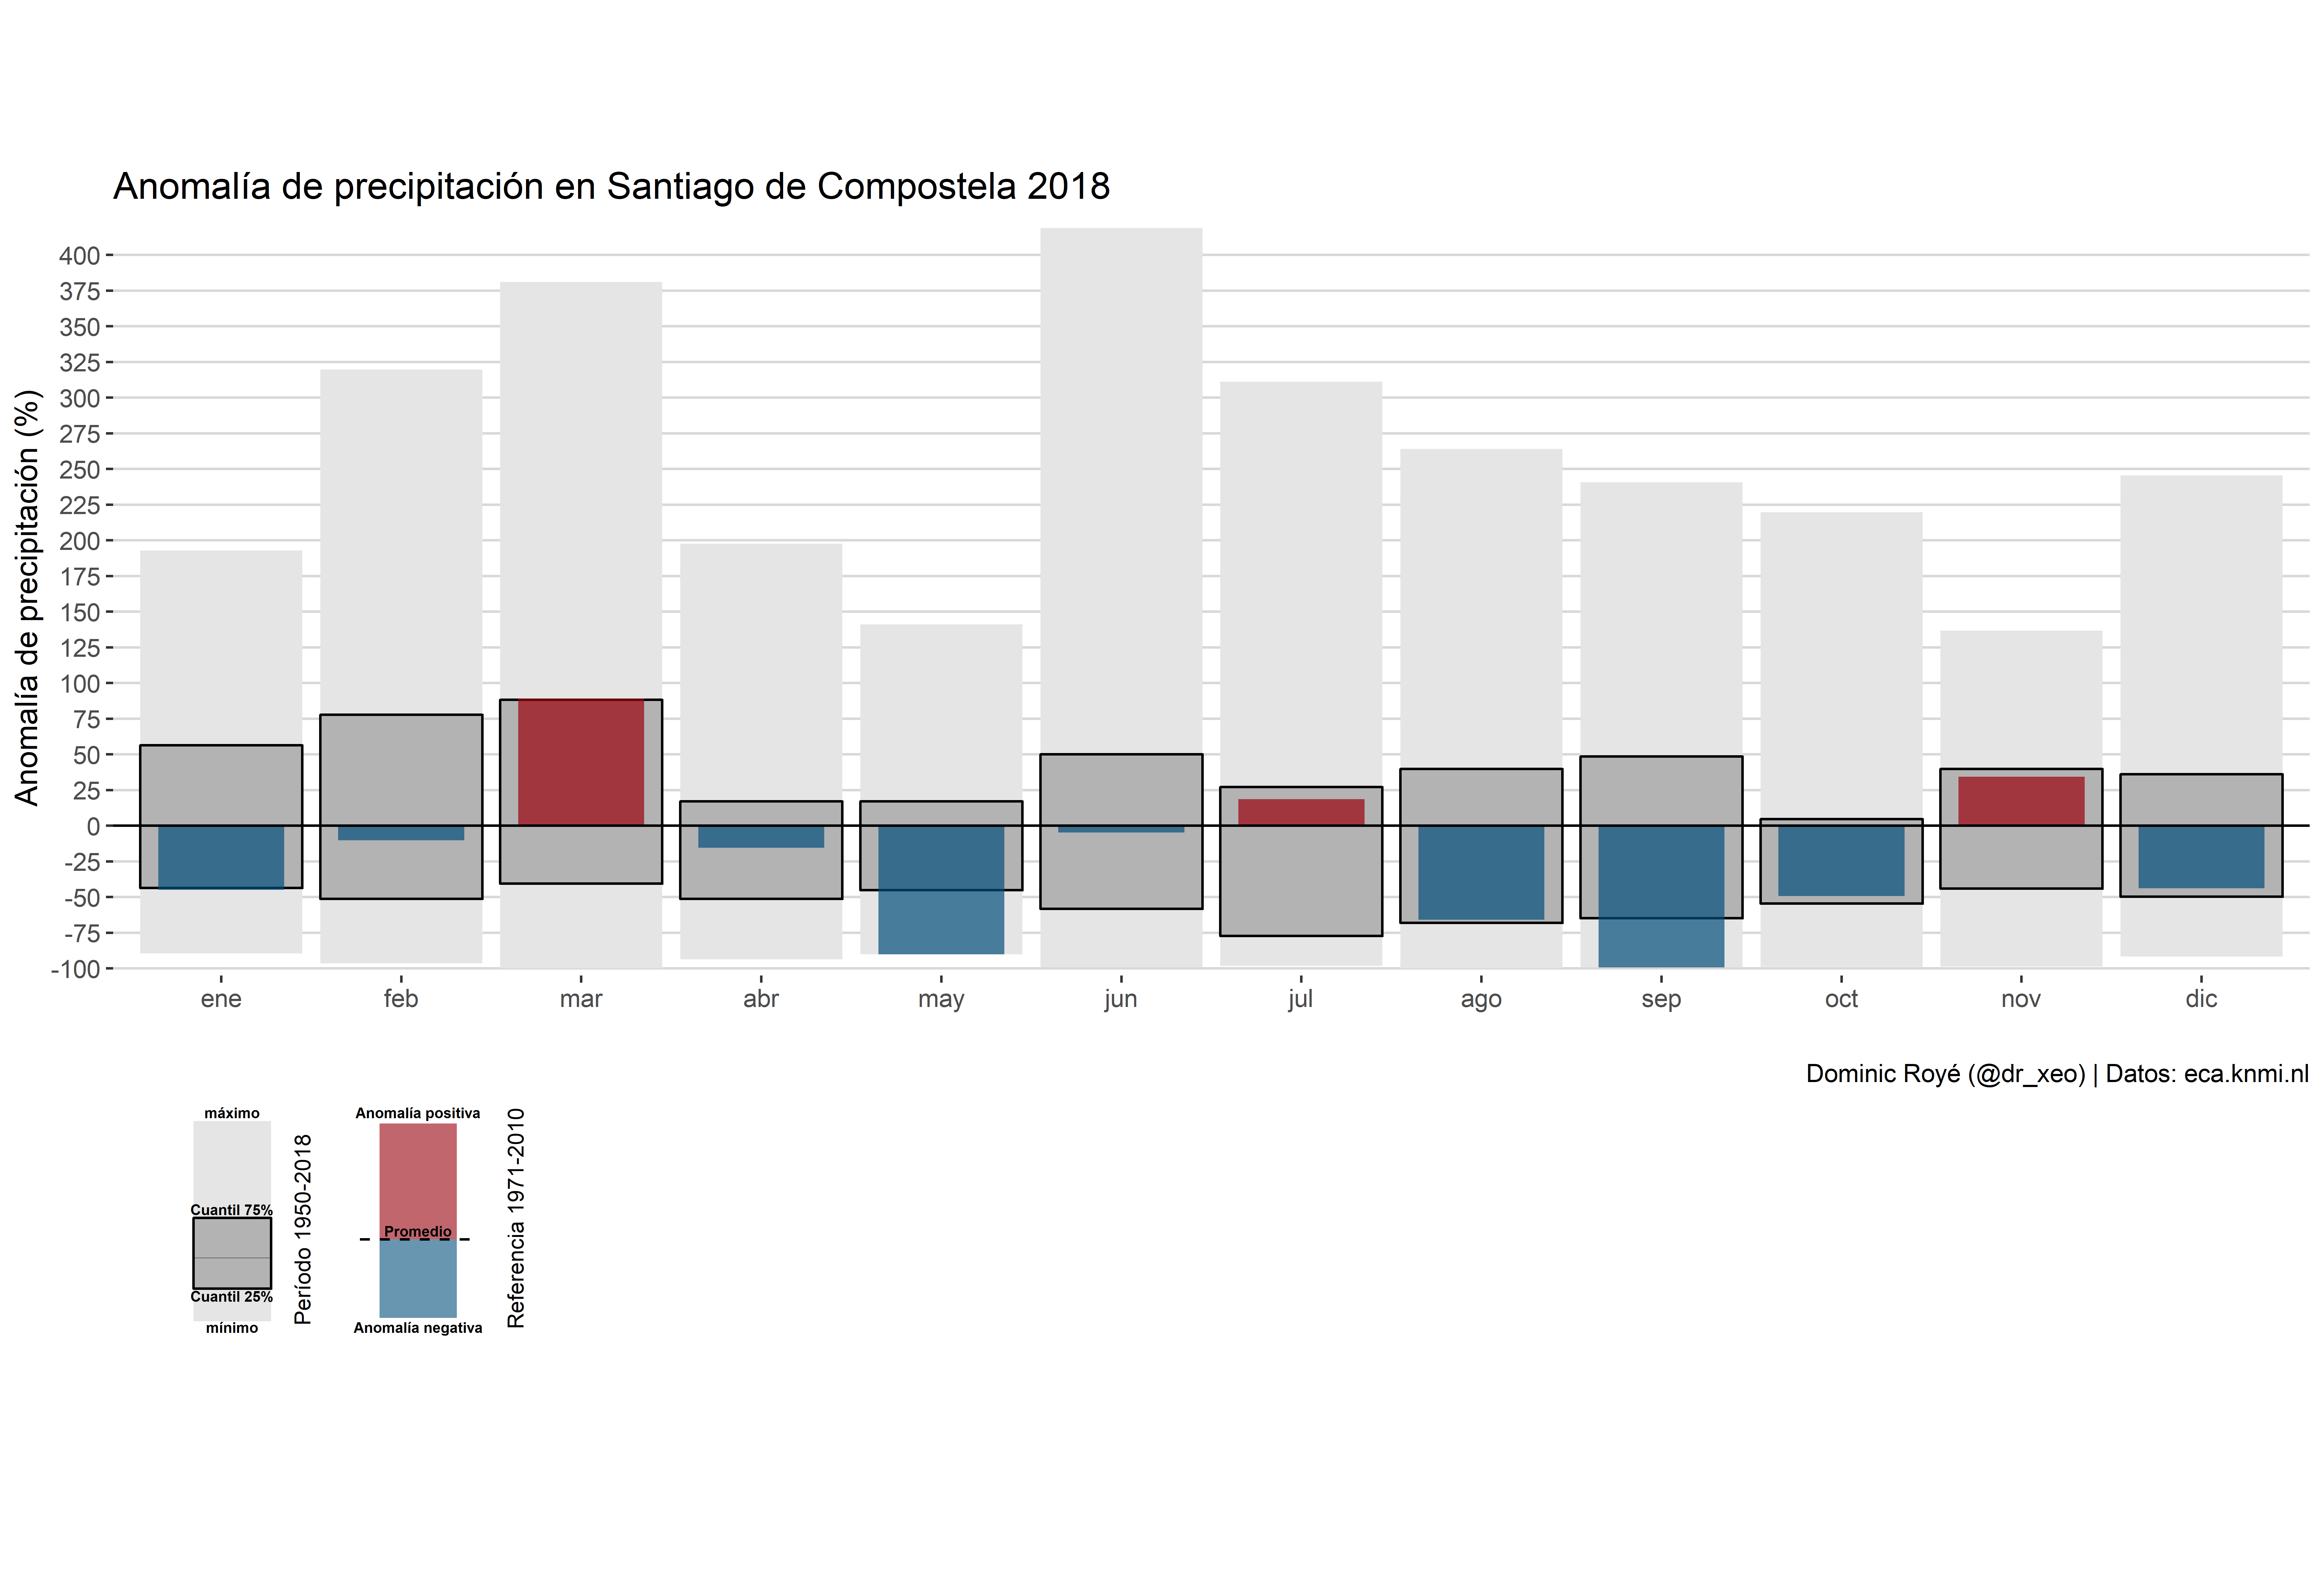 Anomalía de precipitación en Santiago de Compostela 2018
Anomalía de precipitación (%)
400
375
350
325
300
275
250
225
200
175
150
125
100
75
50
25
0
-25
-50
-75
-100
ene feb mar abr may jun jul ago sep oct nov dic
Dominic Royé (@dr_xeo) | Datos: eca.knmi.nl
máximo
Cuantil 75%
Cuantil 25%
mínimo
Período 1950-2018
Anomalía positiva
Promedio
Anomalía negativa
Referencia 1971-2010